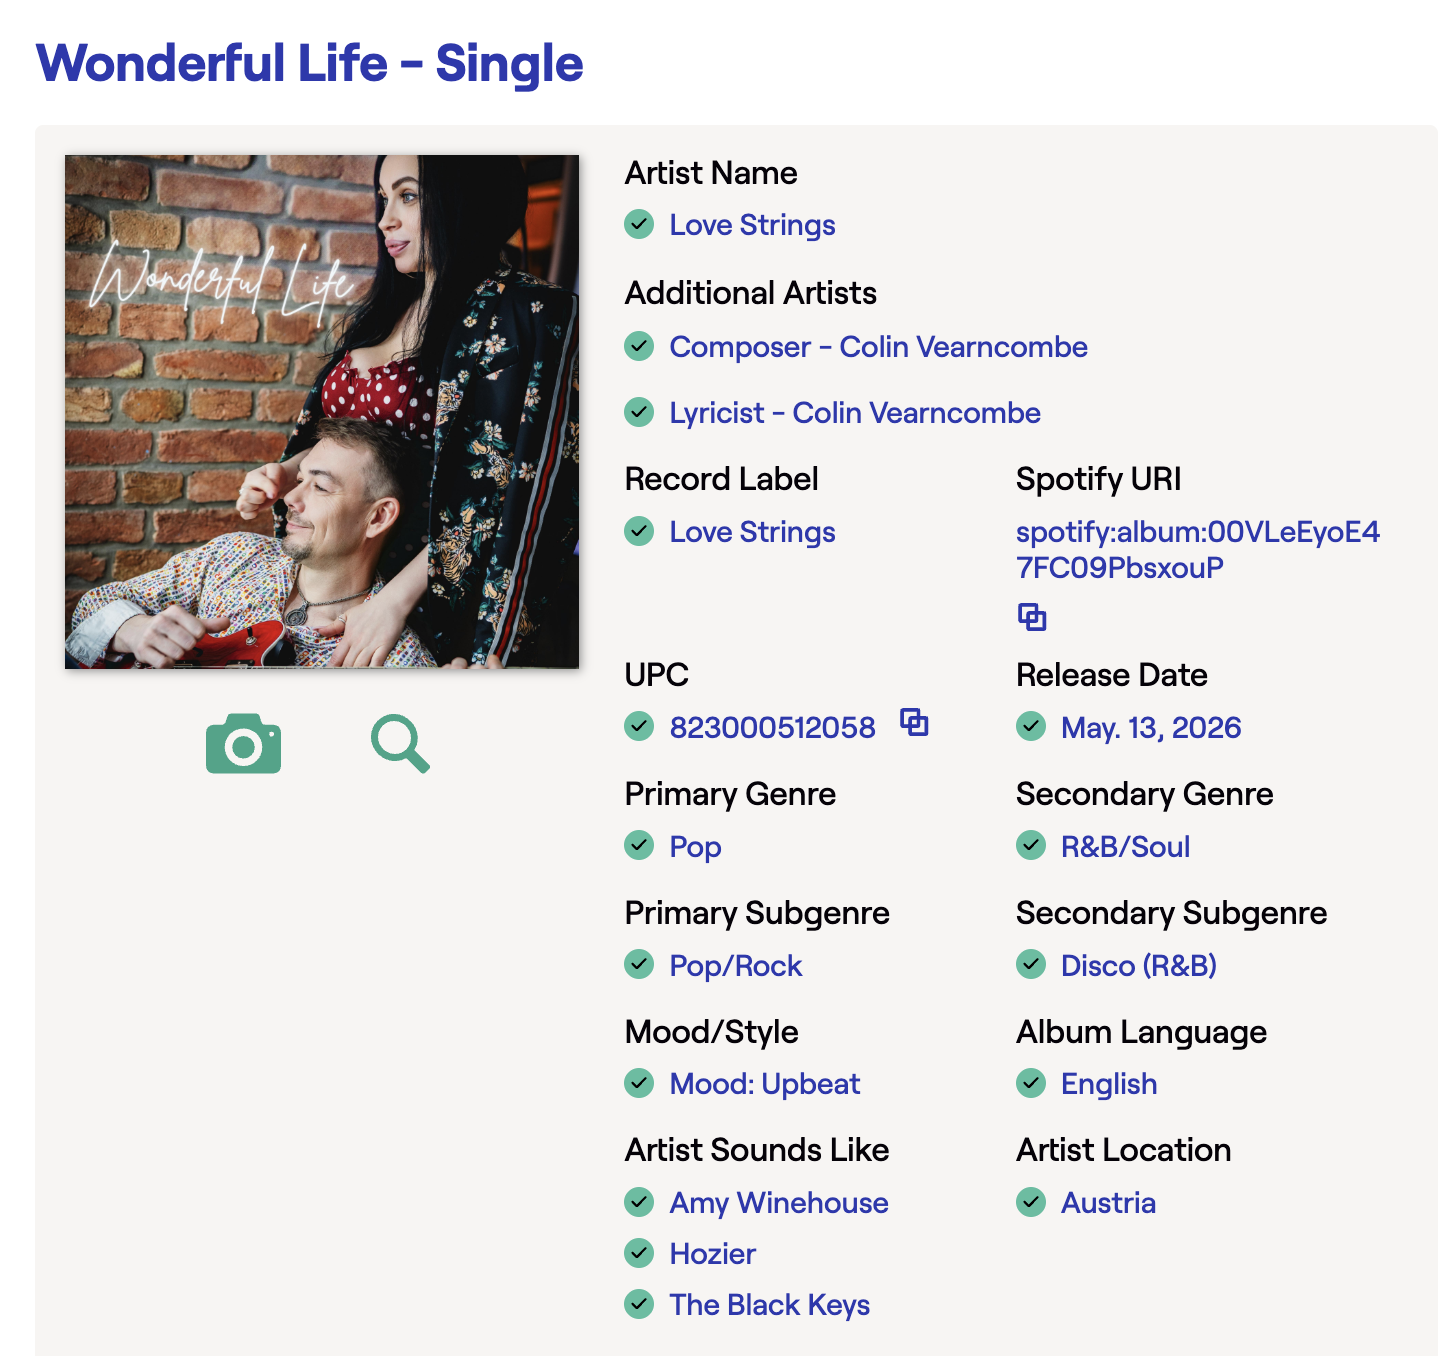 Wonderful Life - Single
Wonderful Life
Artist Name
Love Strings
Additional Artists
Composer - Colin Vearncombe
Lyricist - Colin Vearncombe
Record Label
Love Strings
Spotify URI
spotify:album:00VLeEyoE4
7FC09PbsxouP
UPC
823000512058
Release Date
May. 13, 2026
Primary Genre
Pop
Secondary Genre
R&B/Soul
Primary Subgenre
Pop/Rock
Secondary Subgenre
Disco (R&B)
Mood/Style
Mood: Upbeat
Album Language
English
Artist Sounds Like
Amy Winehouse
Hozier
The Black Keys
Artist Location
Austria